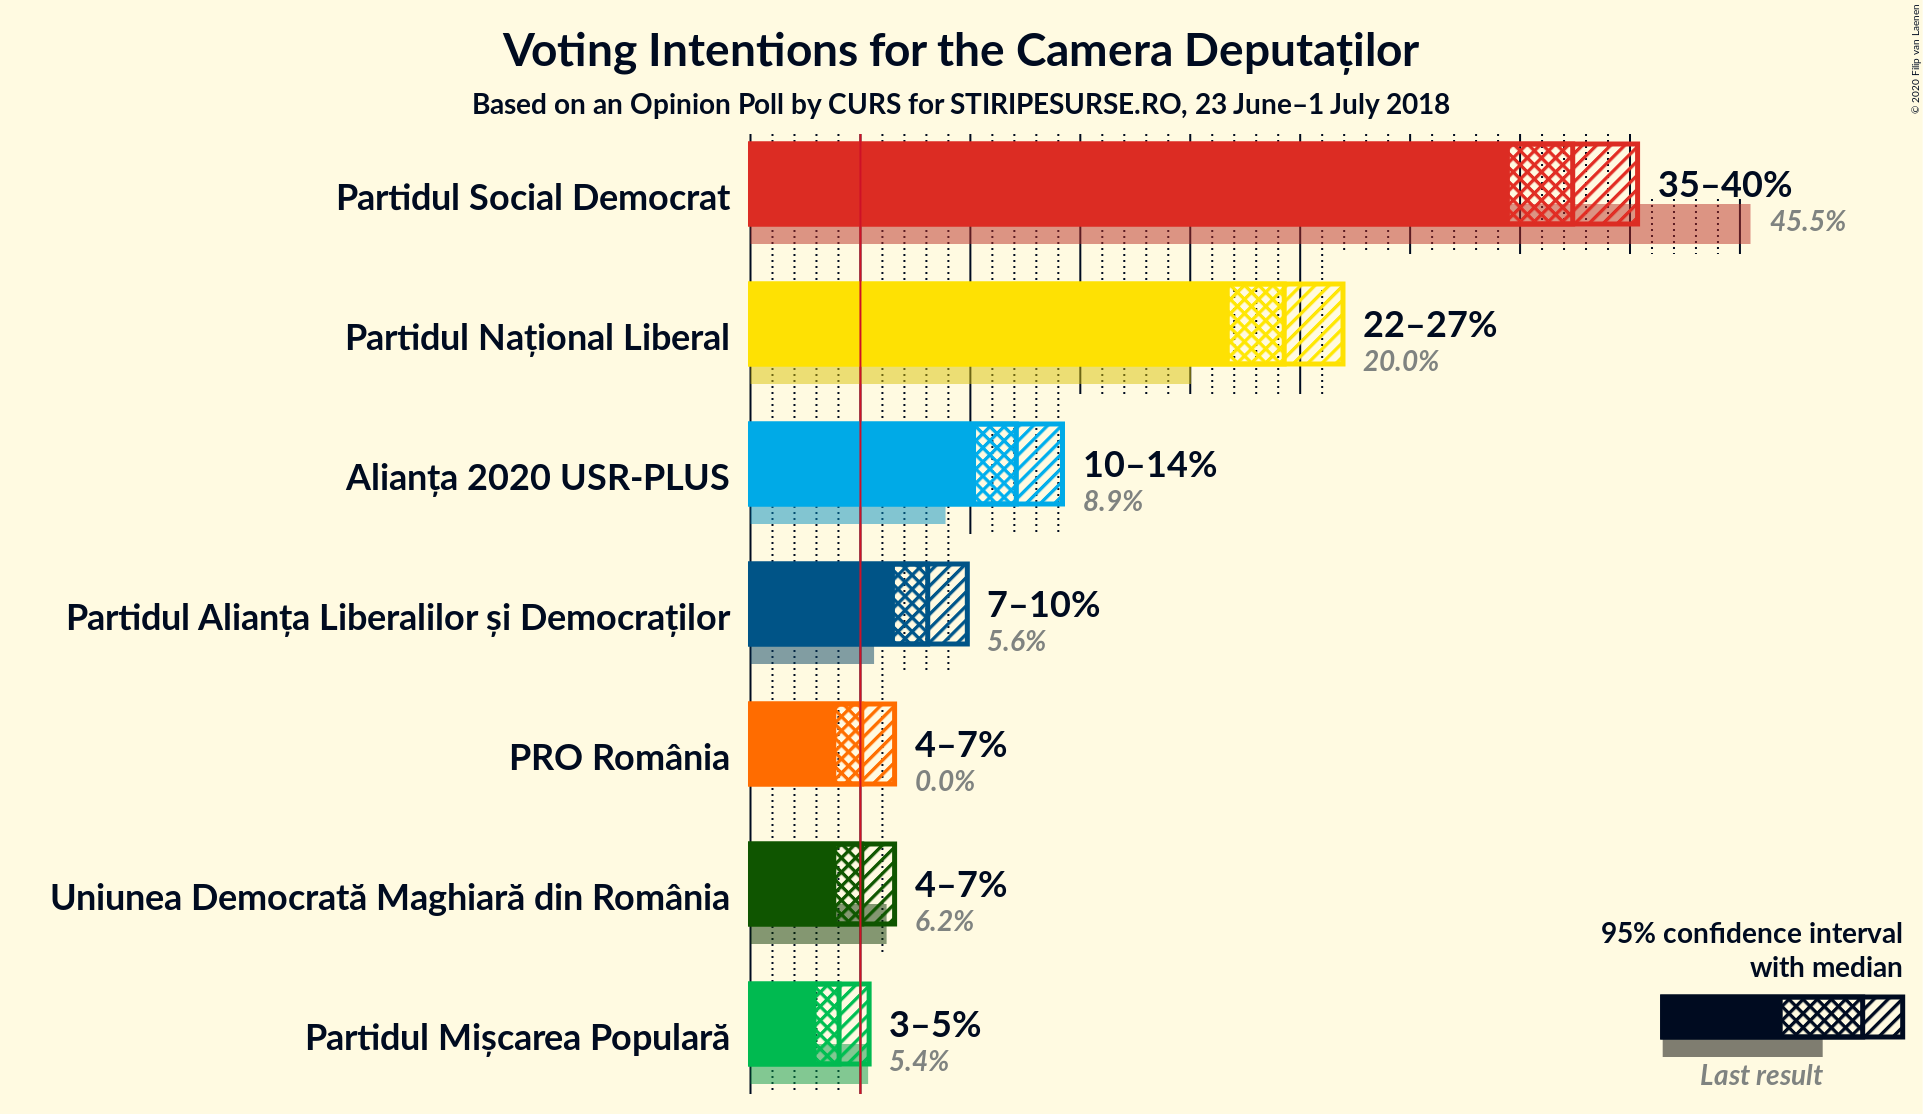 Voting Intentions for the Camera Deputaților
Based on an Opinion Poll by CURS for STIRIPESURSE.RO, 23 June–1 July 2018
© 2020 Filip van Laenen
Partidul Social Democrat
35–40%
45.5%
Partidul Național Liberal
22–27%
20.0%
Alianța 2020 USR-PLUS
10–14%
8.9%
Partidul Alianța Liberalilor și Democraților
7–10%
5.6%
PRO România
4–7%
0.0%
Uniunea Democrată Maghiară din România
4–7%
6.2%
Partidul Mișcarea Populară
3–5%
5.4%
95% confidence interval
with median
Last result